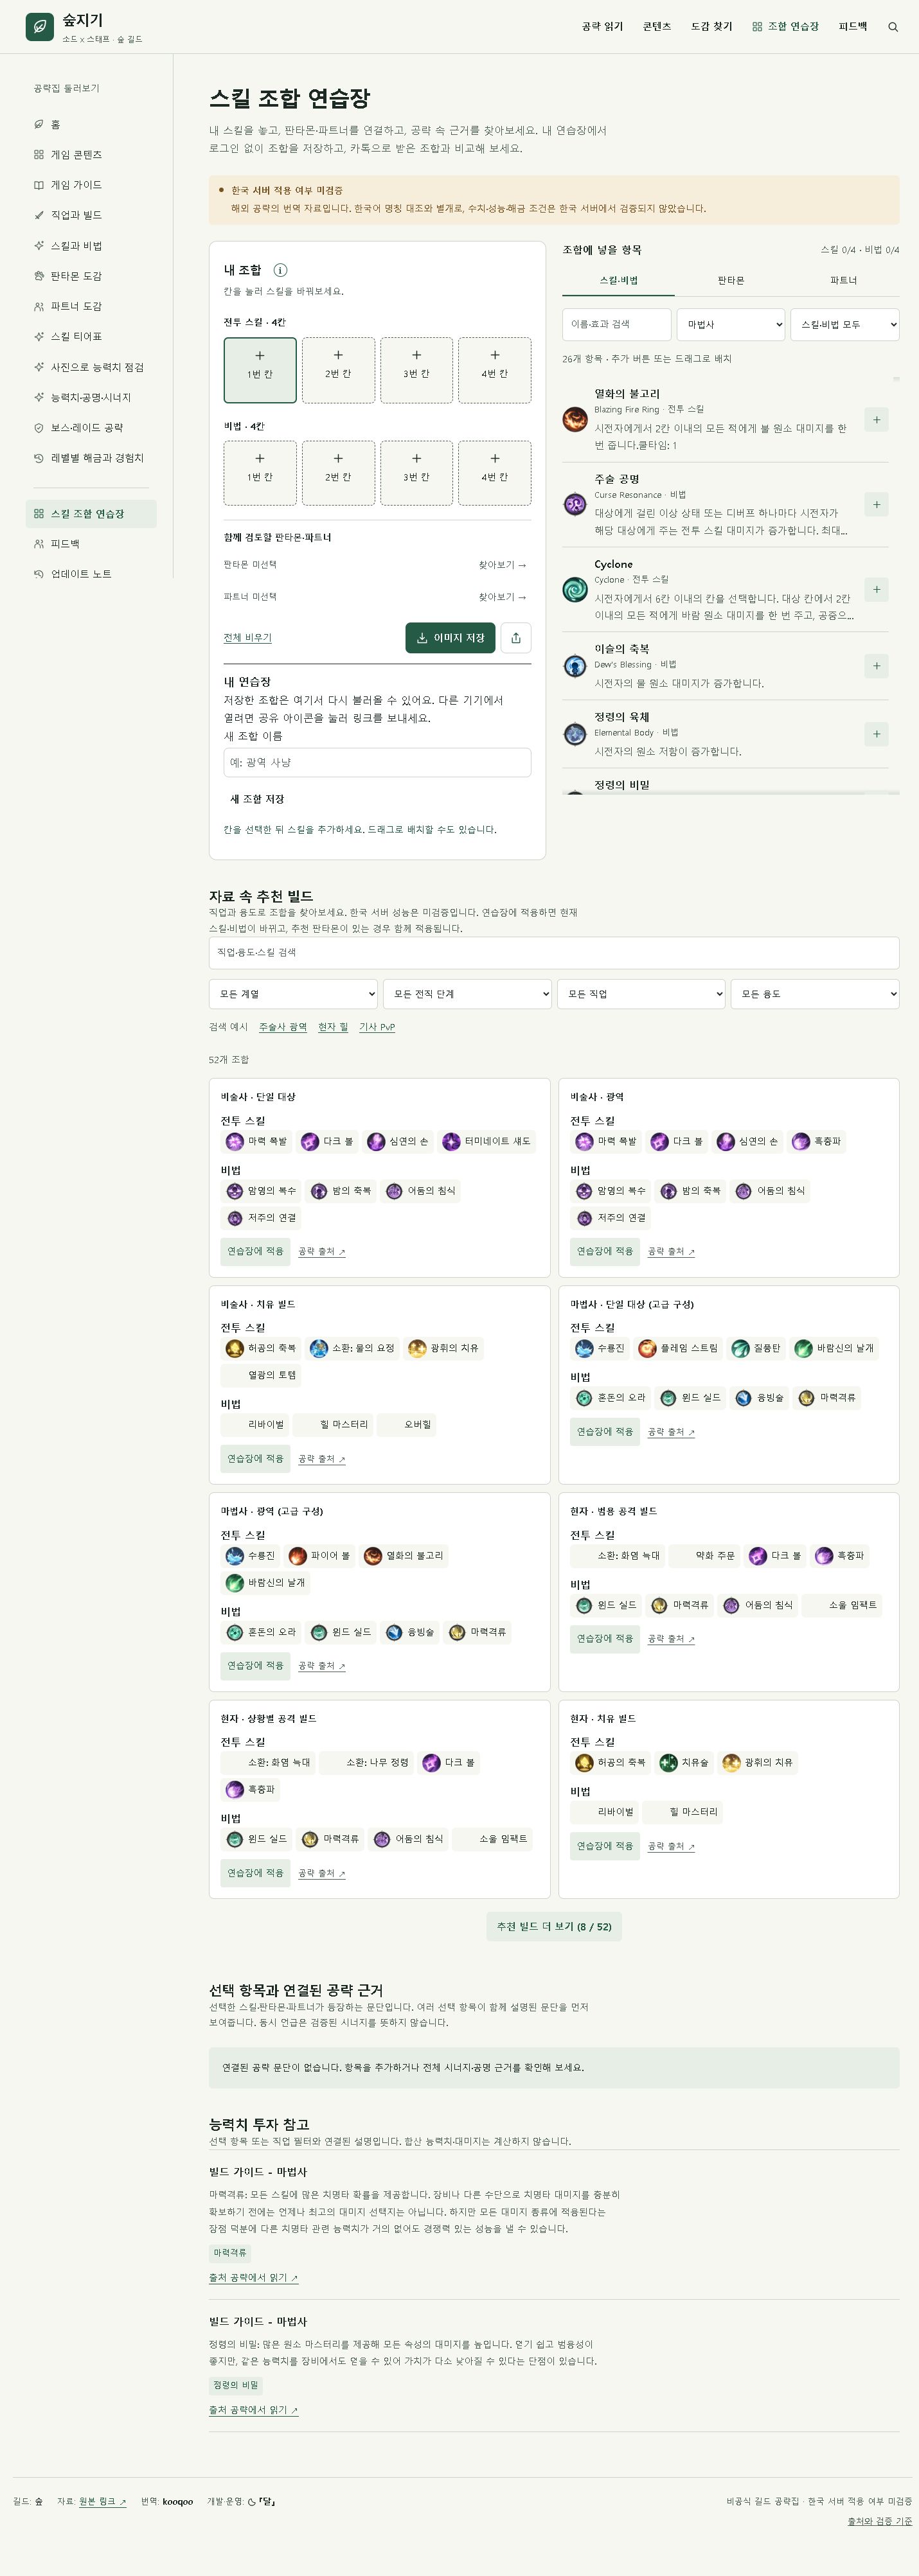 숲지기
소드 x 스태프 · 숲 길드
공략 읽기
콘텐츠
도감 찾기
조합 연습장
피드백
공략집 둘러보기
홈
게임 콘텐츠
게임 가이드
직업과 빌드
스킬과 비법
판타몬 도감
파트너 도감
스킬 티어표
사진으로 능력치 점검
능력치·공명·시너지
보스·레이드 공략
레벨별 해금과 경험치
스킬 조합 연습장
피드백
업데이트 노트
스킬 조합 연습장
내 스킬을 놓고, 판타몬·파트너를 연결하고, 공략 속 근거를 찾아보세요. 내 연습장에서
로그인 없이 조합을 저장하고, 카톡으로 받은 조합과 비교해 보세요.
한국 서버 적용 여부 미검증
해외 공략의 번역 자료입니다. 한국어 명칭 대조와 별개로, 수치·성능·해금 조건은 한국 서버에서 검증되지 않았습니다.
내 조합
칸을 눌러 스킬을 바꿔보세요.
전투 스킬 · 4칸
1번 칸
2번 칸
3번 칸
4번 칸
비법 · 4칸
1번 칸
2번 칸
3번 칸
4번 칸
함께 검토할 판타몬·파트너
판타몬 미선택
찾아보기 →
파트너 미선택
찾아보기 →
전체 비우기
이미지 저장
내 연습장
저장한 조합은 여기서 다시 불러올 수 있어요. 다른 기기에서
열려면 공유 아이콘을 눌러 링크를 보내세요.
새 조합 이름
예: 광역 사냥
새 조합 저장
칸을 선택한 뒤 스킬을 추가하세요. 드래그로 배치할 수도 있습니다.
조합에 넣을 항목
스킬 0/4 · 비법 0/4
스킬·비법
판타몬
파트너
이름·효과 검색
마법사
스킬·비법 모두
26개 항목 · 추가 버튼 또는 드래그로 배치
열화의 불고리
Blazing Fire Ring · 전투 스킬
시전자에게서 2칸 이내의 모든 적에게 불 원소 대미지를 한
번 줍니다.쿨타임: 1
주술 공명
Curse Resonance · 비법
대상에게 걸린 이상 상태 또는 디버프 하나마다 시전자가
해당 대상에게 주는 전투 스킬 대미지가 증가합니다. 최대...
Cyclone
Cyclone · 전투 스킬
시전자에게서 6칸 이내의 칸을 선택합니다. 대상 칸에서 2칸
이내의 모든 적에게 바람 원소 대미지를 한 번 주고, 공중으...
이슬의 축복
Dew's Blessing · 비법
시전자의 물 원소 대미지가 증가합니다.
정령의 육체
Elemental Body · 비법
시전자의 원소 저항이 증가합니다.
정령의 비밀
자료 속 추천 빌드
직업과 용도로 조합을 찾아보세요. 한국 서버 성능은 미검증입니다. 연습장에 적용하면 현재
스킬·비법이 바뀌고, 추천 판타몬이 있는 경우 함께 적용됩니다.
직업·용도·스킬 검색
모든 계열
모든 전직 단계
모든 직업
모든 용도
검색 예시
주술사 광역
현자 힐
기사 PvP
52개 조합
비술사 · 단일 대상
전투 스킬
마력 폭발
다크 볼
심연의 손
터미네이트 섀도
비법
암영의 복수
밤의 축복
어둠의 침식
저주의 연결
연습장에 적용
공략 출처 ↗
비술사 · 광역
전투 스킬
마력 폭발
다크 볼
심연의 손
흑충파
비법
암영의 복수
밤의 축복
어둠의 침식
저주의 연결
연습장에 적용
공략 출처 ↗
비술사 · 치유 빌드
전투 스킬
허공의 축복
소환: 물의 요정
광휘의 치유
열광의 토템
비법
리바이벌
힐 마스터리
오버힐
연습장에 적용
공략 출처 ↗
마법사 · 단일 대상 (고급 구성)
전투 스킬
수룡진
플레임 스트림
질풍탄
바람신의 날개
비법
혼돈의 오라
윈드 실드
융빙술
마력격류
연습장에 적용
공략 출처 ↗
마법사 · 광역 (고급 구성)
전투 스킬
수룡진
파이어 볼
열화의 불고리
바람신의 날개
비법
혼돈의 오라
윈드 실드
융빙술
마력격류
연습장에 적용
공략 출처 ↗
현자 · 범용 공격 빌드
전투 스킬
소환: 화염 늑대
약화 주문
다크 볼
흑충파
비법
윈드 실드
마력격류
어둠의 침식
소울 임팩트
연습장에 적용
공략 출처 ↗
현자 · 상황별 공격 빌드
전투 스킬
소환: 화염 늑대
소환: 나무 정령
다크 볼
흑충파
비법
윈드 실드
마력격류
어둠의 침식
소울 임팩트
연습장에 적용
공략 출처 ↗
현자 · 치유 빌드
전투 스킬
허공의 축복
치유술
광휘의 치유
비법
리바이벌
힐 마스터리
연습장에 적용
공략 출처 ↗
추천 빌드 더 보기 (8 / 52)
선택 항목과 연결된 공략 근거
선택한 스킬·판타몬·파트너가 등장하는 문단입니다. 여러 선택 항목이 함께 설명된 문단을 먼저
보여줍니다. 동시 언급은 검증된 시너지를 뜻하지 않습니다.
연결된 공략 문단이 없습니다. 항목을 추가하거나 전체 시너지·공명 근거를 확인해 보세요.
능력치 투자 참고
선택 항목 또는 직업 필터와 연결된 설명입니다. 합산 능력치·대미지는 계산하지 않습니다.
빌드 가이드 - 마법사
마력격류: 모든 스킬에 많은 치명타 확률을 제공합니다. 장비나 다른 수단으로 치명타 대미지를 충분히
확보하기 전에는 언제나 최고의 대미지 선택지는 아닙니다. 하지만 모든 대미지 종류에 적용된다는
장점 덕분에 다른 치명타 관련 능력치가 거의 없어도 경쟁력 있는 성능을 낼 수 있습니다.
마력격류
출처 공략에서 읽기 ↗
빌드 가이드 - 마법사
정령의 비밀: 많은 원소 마스터리를 제공해 모든 속성의 대미지를 높입니다. 얻기 쉽고 범용성이
좋지만, 같은 능력치를 장비에서도 얻을 수 있어 가치가 다소 낮아질 수 있다는 단점이 있습니다.
정령의 비밀
출처 공략에서 읽기 ↗
길드: 숲
자료: 원본 링크 ↗
번역: kooqoo
개발·운영: 「달」
비공식 길드 공략집 · 한국 서버 적용 여부 미검증
출처와 검증 기준